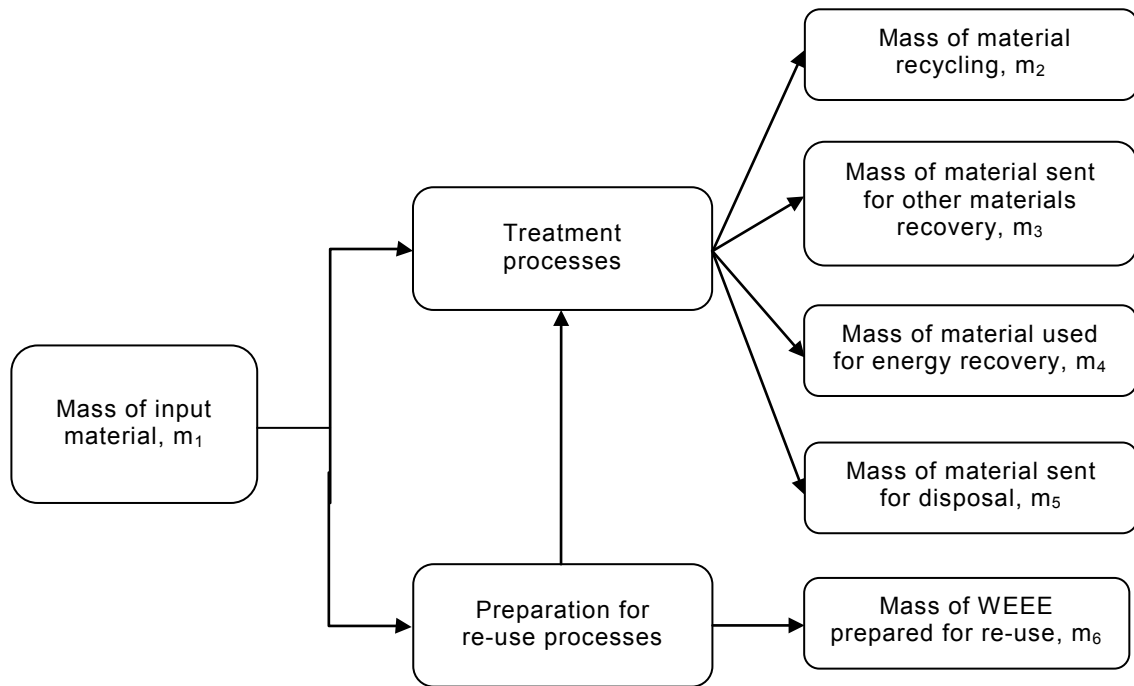 Mass of input
material, m₁
Treatment
processes
Preparation for
re-use processes
Mass of material
recycling, m₂
Mass of material sent
for other materials
recovery, m₃
Mass of material used
for energy recovery, m₄
Mass of material sent
for disposal, m₅
Mass of WEEE
prepared for re-use, m₆